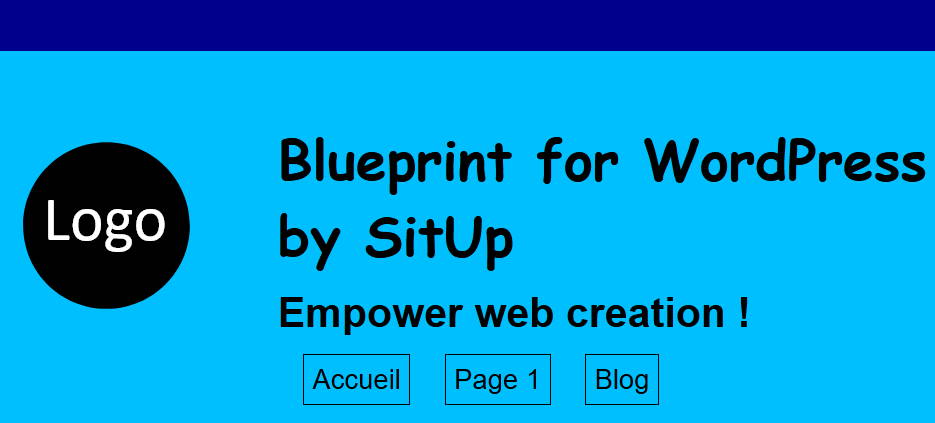 Logo
Blueprint for WordPress
by SitUp
Empower web creation !
Accueil
Page 1
Blog